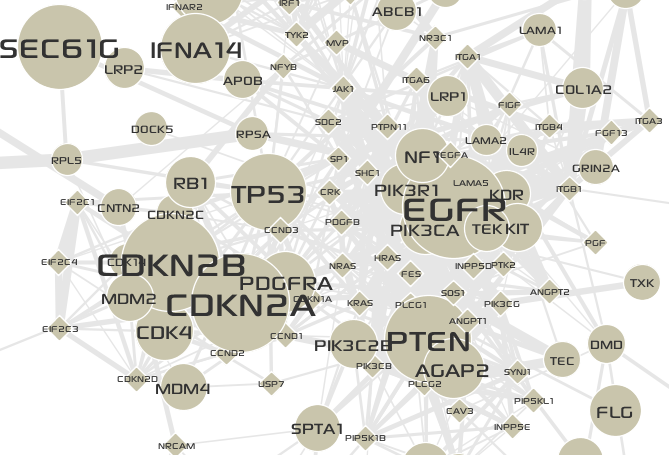 IFNAR2
IRF1
ABCB1
SEC61G
IFNA14
TYK2
MVP
NR3C1
LAMA1
LRP2
APOB
NFYB
ITGA1
ITGA6
JAK1
LRP1
FIGF
COL1A2
DOCK5
RPSA
SDC2
PTPN11
ITGB4
FGF13
ITGA3
LAMA2
IL4R
RPL5
SP1
SHC1
NF1
VEGFA
GRIN2A
RB1
TP53
CRK
PIK3R1
LAMA5
KDR
ITGB1
EIF2C1
CNTN2
CDKN2C
CCND3
PDGFB
EGFR
PIK3CA
TEK
KIT
PGF
EIF2C4
CDK14
CDKN2B
NRAS
HRAS
FES
INPP5D
PTK2
PDGFRA
TXK
MDM2
CDKN2A
CDKN1A
KRAS
PLCG1
SOS1
PIK3CG
ANGPT2
EIF2C3
CDK4
CCND1
ANGPT1
PIK3C2B
PTEN
DMD
CCND2
PIK3CB
AGAP2
SYNJ1
TEC
CDKN2D
MDM4
USP7
PLCG2
PIP5KL1
CAV3
FLG
SPTA1
PIP5K1B
INPP5E
NRCAM